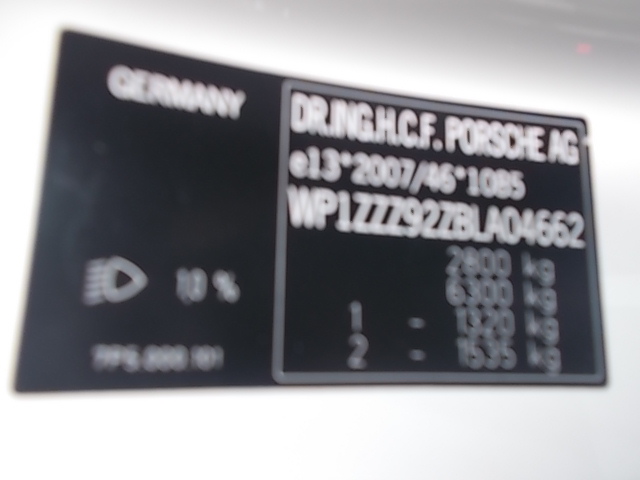 GERMANY
DR.ING.H.C.F. PORSCHE AG
e13*2007/46*1085
WP1ZZZ92ZBLA04662
2800 kg
6300 kg
1 - 1320 kg
2 - 1535 kg
10 %